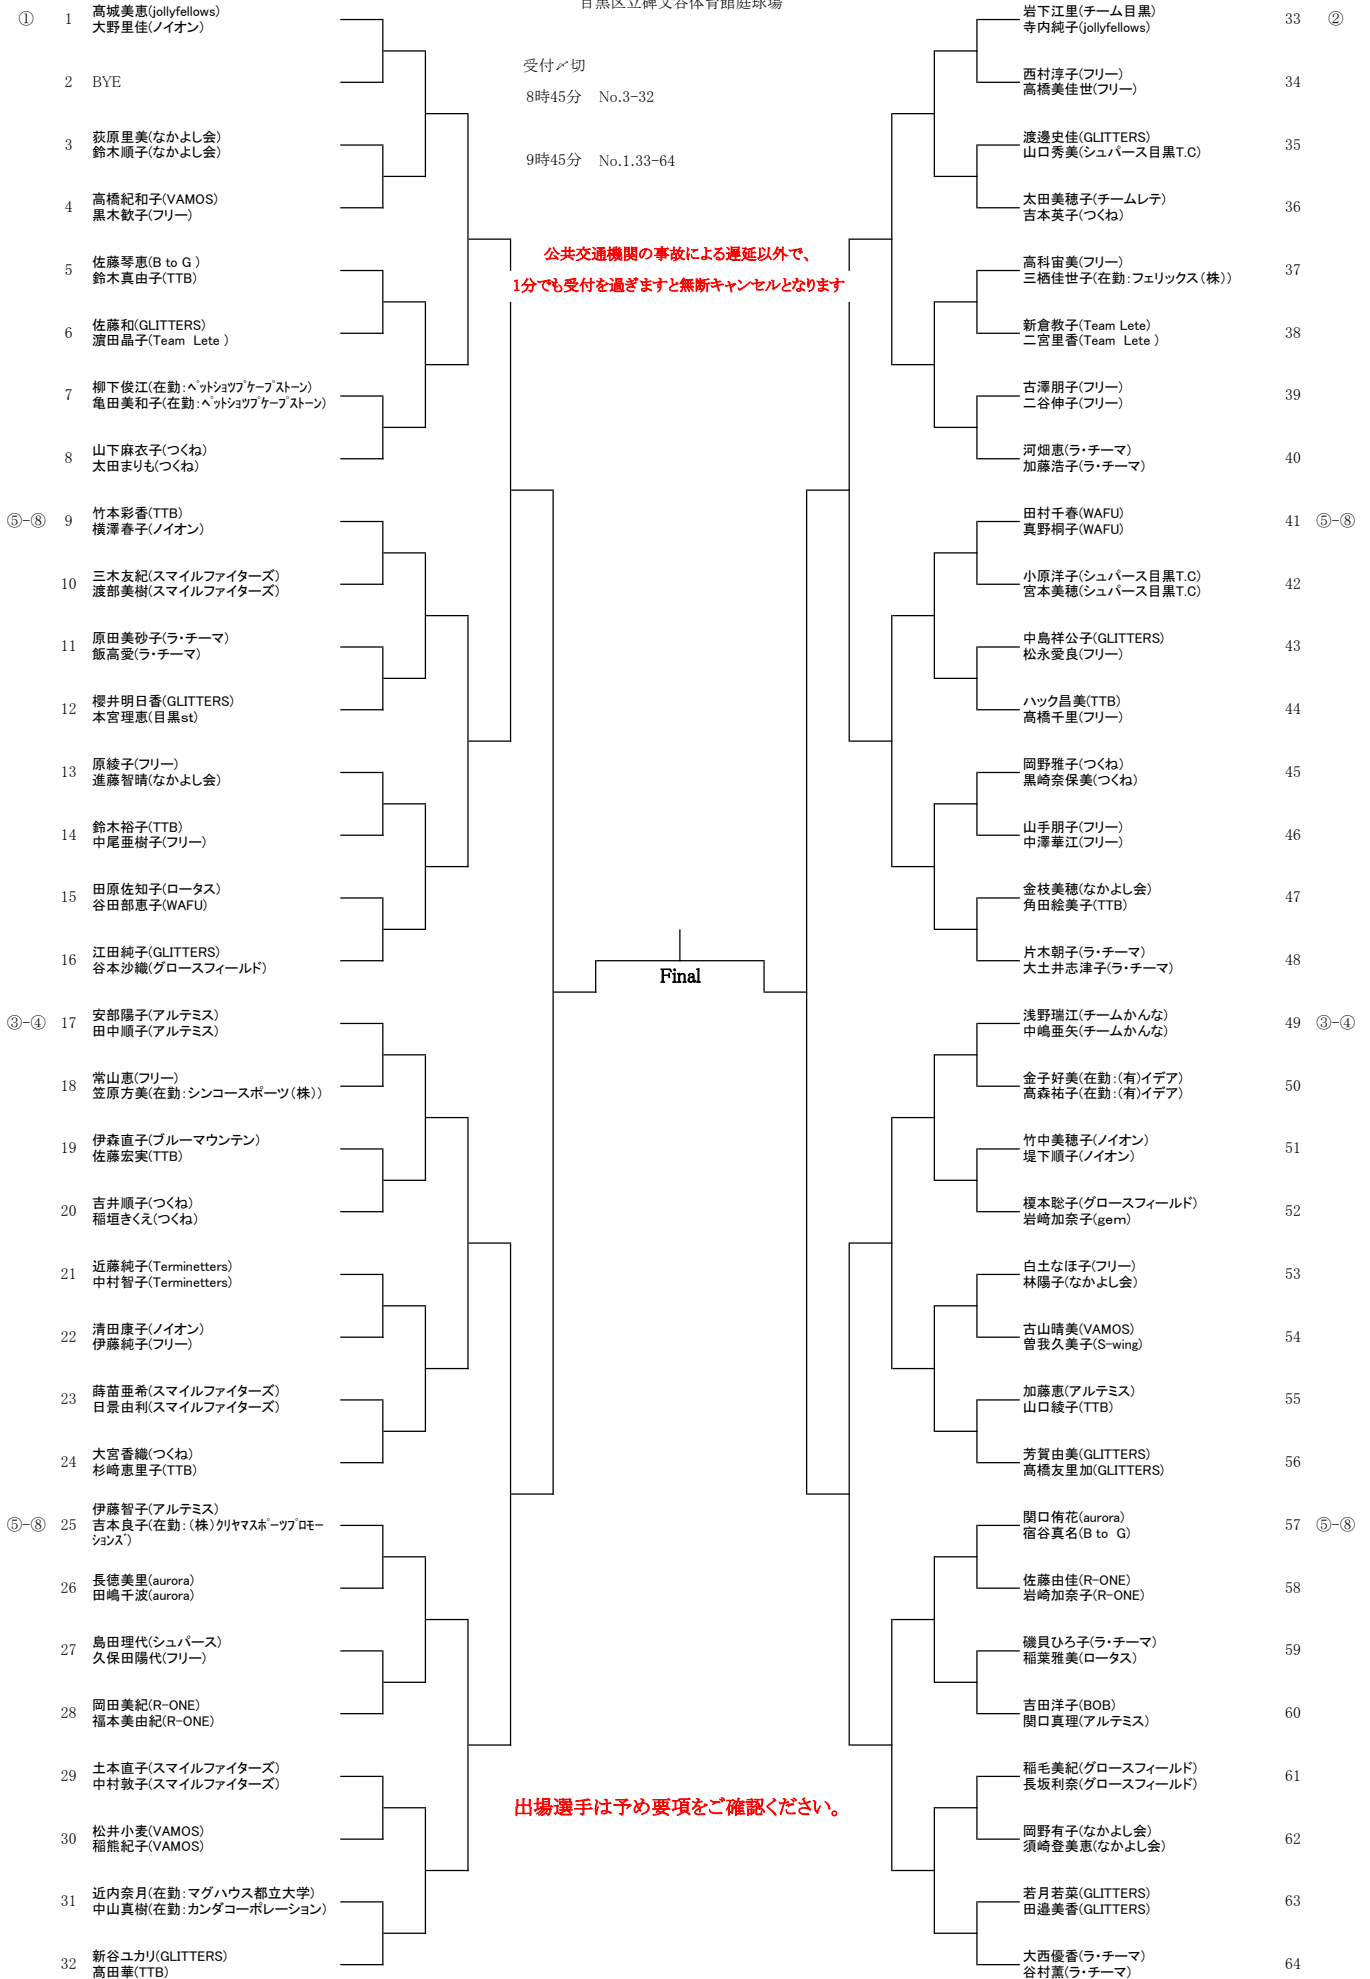 目黒区立碑文谷体育館庭球場
受付〆切
8時45分 No.3-32
9時45分 No.1.33-64
公共交通機関の事故による遅延以外で、
1分でも受付を過ぎますと無断キャンセルとなります
① 1 髙城美恵(jollyfellows)
大野里佳(ノイオン)
2 BYE
3 荻原里美(なかよし会)
鈴木順子(なかよし会)
4 高橋紀和子(VAMOS)
黒木歓子(フリー)
5 佐藤琴恵(B to G )
鈴木真由子(TTB)
6 佐藤和(GLITTERS)
濵田晶子(Team Lete )
7 柳下俊江(在勤:ペットショップケープストーン)
亀田美和子(在勤:ペットショップケープストーン)
8 山下麻衣子(つくね)
太田まりも(つくね)
⑤-⑧ 9 竹本彩香(TTB)
横澤春子(ノイオン)
10 三木友紀(スマイルファイターズ)
渡部美樹(スマイルファイターズ)
11 原田美砂子(ラ・チーマ)
飯高愛(ラ・チーマ)
12 櫻井明日香(GLITTERS)
本宮理恵(目黒st)
13 原綾子(フリー)
進藤智晴(なかよし会)
14 鈴木裕子(TTB)
中尾亜樹子(フリー)
15 田原佐知子(ロータス)
谷田部恵子(WAFU)
16 江田純子(GLITTERS)
谷本沙織(グロースフィールド)
③-④ 17 安部陽子(アルテミス)
田中順子(アルテミス)
18 常山恵(フリー)
笠原方美(在勤:シンコースポーツ(株))
19 伊森直子(ブルーマウンテン)
佐藤宏実(TTB)
20 吉井順子(つくね)
稲垣きくえ(つくね)
21 近藤純子(Terminetters)
中村智子(Terminetters)
22 清田康子(ノイオン)
伊藤純子(フリー)
23 蒔苗亜希(スマイルファイターズ)
日景由利(スマイルファイターズ)
24 大宮香織(つくね)
杉﨑恵里子(TTB)
⑤-⑧ 25 伊藤智子(アルテミス)
吉本良子(在勤:(株)クリヤマスポーツプロモー
ションズ)
26 長徳美里(aurora)
田嶋千波(aurora)
27 島田理代(シュパース)
久保田陽代(フリー)
28 岡田美紀(R-ONE)
福本美由紀(R-ONE)
29 土本直子(スマイルファイターズ)
中村敦子(スマイルファイターズ)
30 松井小麦(VAMOS)
稲熊紀子(VAMOS)
31 近内奈月(在勤:マグハウス都立大学)
中山真樹(在勤:カンダコーポレーション)
32 新谷ユカリ(GLITTERS)
髙田華(TTB)
Final
出場選手は予め要項をご確認ください。
岩下江里(チーム目黒) 33 ②
寺内純子(jollyfellows)
西村淳子(フリー) 34
高橋美佳世(フリー)
渡邊史佳(GLITTERS) 35
山口秀美(シュパース目黒T.C)
太田美穂子(チームレテ) 36
吉本英子(つくね)
高科宙美(フリー) 37
三栖佳世子(在勤:フェリックス(株))
新倉教子(Team Lete) 38
二宮里香(Team Lete )
古澤朋子(フリー) 39
二谷伸子(フリー)
河畑恵(ラ・チーマ) 40
加藤浩子(ラ・チーマ)
田村千春(WAFU) 41 ⑤-⑧
真野桐子(WAFU)
小原洋子(シュパース目黒T.C) 42
宮本美穂(シュパース目黒T.C)
中島祥公子(GLITTERS) 43
松永愛良(フリー)
ハック昌美(TTB) 44
髙橋千里(フリー)
岡野雅子(つくね) 45
黒崎奈保美(つくね)
山手朋子(フリー) 46
中澤華江(フリー)
金枝美穂(なかよし会) 47
角田絵美子(TTB)
片木朝子(ラ・チーマ) 48
大土井志津子(ラ・チーマ)
浅野瑞江(チームかんな) 49 ③-④
中嶋亜矢(チームかんな)
金子好美(在勤:(有)イデア) 50
高森祐子(在勤:(有)イデア)
竹中美穂子(ノイオン) 51
堤下順子(ノイオン)
榎本聡子(グロースフィールド) 52
岩﨑加奈子(gem)
白土なほ子(フリー) 53
林陽子(なかよし会)
古山晴美(VAMOS) 54
曽我久美子(S-wing)
加藤恵(アルテミス) 55
山口綾子(TTB)
芳賀由美(GLITTERS) 56
髙橋友里加(GLITTERS)
関口侑花(aurora) 57 ⑤-⑧
宿谷真名(B to G)
佐藤由佳(R-ONE) 58
岩崎加奈子(R-ONE)
磯貝ひろ子(ラ・チーマ) 59
稲葉雅美(ロータス)
吉田洋子(BOB) 60
関口真理(アルテミス)
稲毛美紀(グロースフィールド) 61
長坂利奈(グロースフィールド)
岡野有子(なかよし会) 62
須崎登美恵(なかよし会)
若月若菜(GLITTERS) 63
田邉美香(GLITTERS)
大西優香(ラ・チーマ) 64
谷村薫(ラ・チーマ)